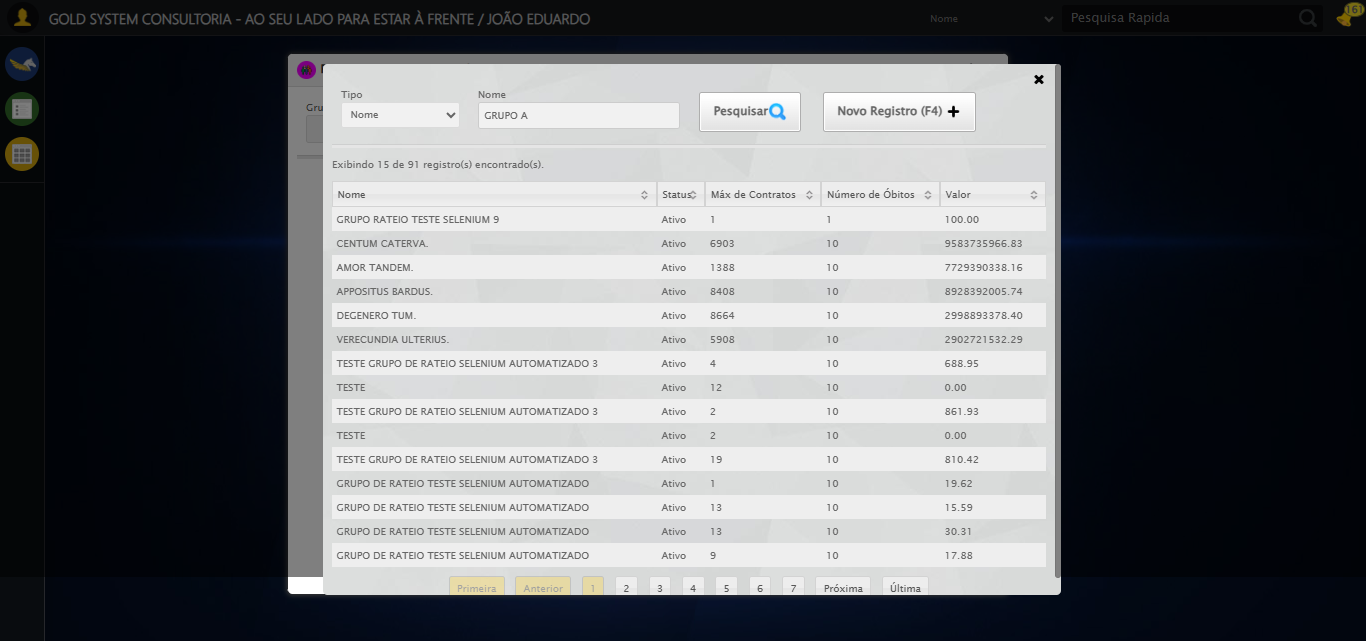 GOLD SYSTEM CONSULTORIA - AO SEU LADO PARA ESTAR À FRENTE / JOÃO EDUARDO
Nome
Pesquisa Rapida
161
Gru
Tipo
Nome
Nome
GRUPO A
Pesquisar
Novo Registro (F4)
Exibindo 15 de 91 registro(s) encontrado(s).
Nome Status Máx de Contratos Número de Óbitos Valor
GRUPO RATEIO TESTE SELENIUM 9 Ativo 1 1 100.00
CENTUM CATERVA. Ativo 6903 10 9583735966.83
AMOR TANDEM. Ativo 1388 10 7729390338.16
APPOSITUS BARDUS. Ativo 8408 10 8928392005.74
DEGENERO TUM. Ativo 8664 10 2998893378.40
VERECUNDIA ULTERIUS. Ativo 5908 10 2902721532.29
TESTE GRUPO DE RATEIO SELENIUM AUTOMATIZADO 3 Ativo 4 10 688.95
TESTE Ativo 12 10 0.00
TESTE GRUPO DE RATEIO SELENIUM AUTOMATIZADO 3 Ativo 2 10 861.93
TESTE Ativo 2 10 0.00
TESTE GRUPO DE RATEIO SELENIUM AUTOMATIZADO 3 Ativo 19 10 810.42
GRUPO DE RATEIO TESTE SELENIUM AUTOMATIZADO Ativo 1 10 19.62
GRUPO DE RATEIO TESTE SELENIUM AUTOMATIZADO Ativo 13 10 15.59
GRUPO DE RATEIO TESTE SELENIUM AUTOMATIZADO Ativo 13 10 30.31
GRUPO DE RATEIO TESTE SELENIUM AUTOMATIZADO Ativo 9 10 17.88
Primeira Anterior 1 2 3 4 5 6 7 Próxima Última